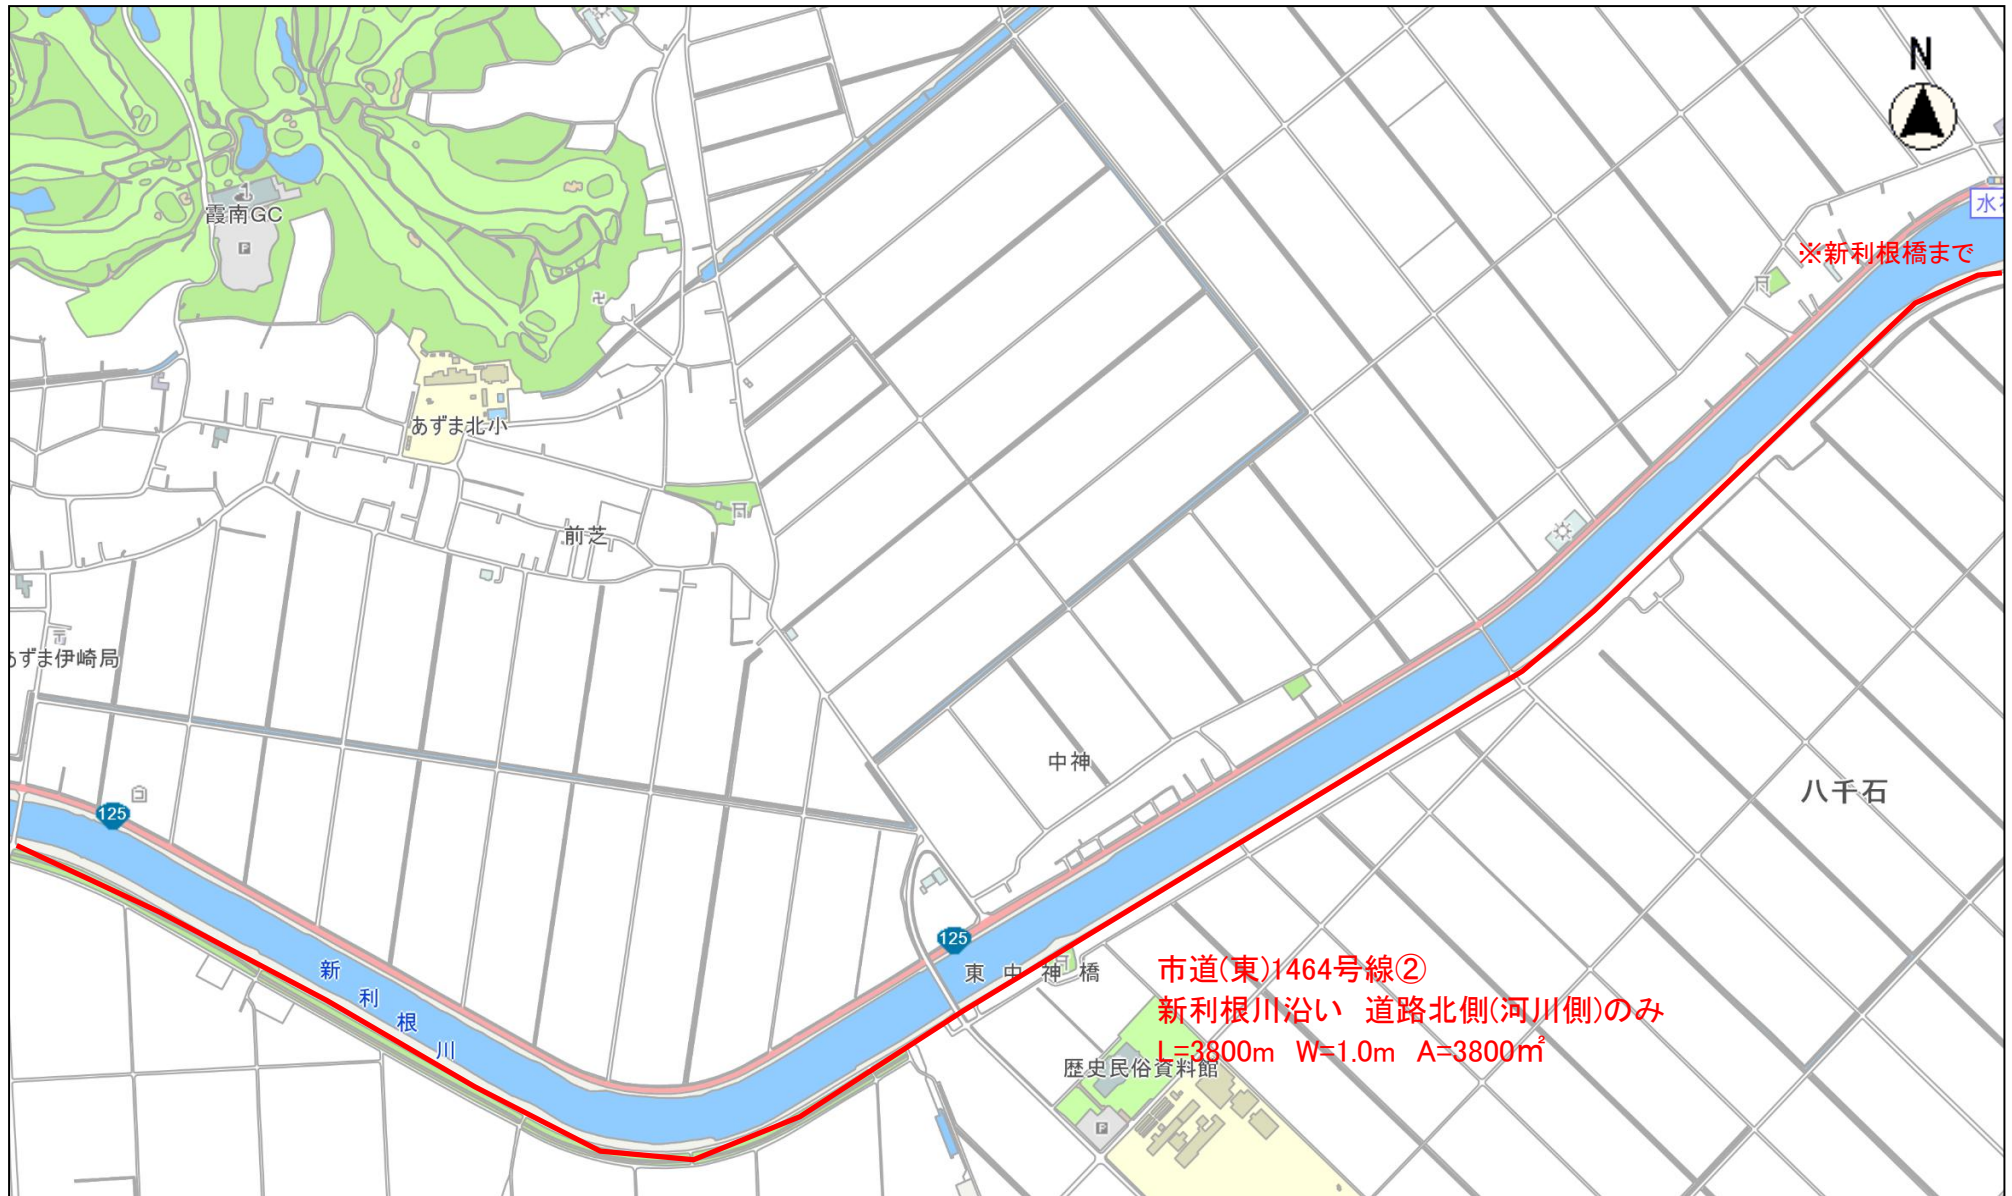 N
水
霞南GC
※新利根橋まで
あずま北小
前芝
あずま伊崎局
中神
八千石
125
125
新利根川
東中神橋
市道(東)1464号線②
新利根川沿い 道路北側(河川側)のみ
L=3800m W=1.0m A=3800㎡
歴史民俗資料館
P
P